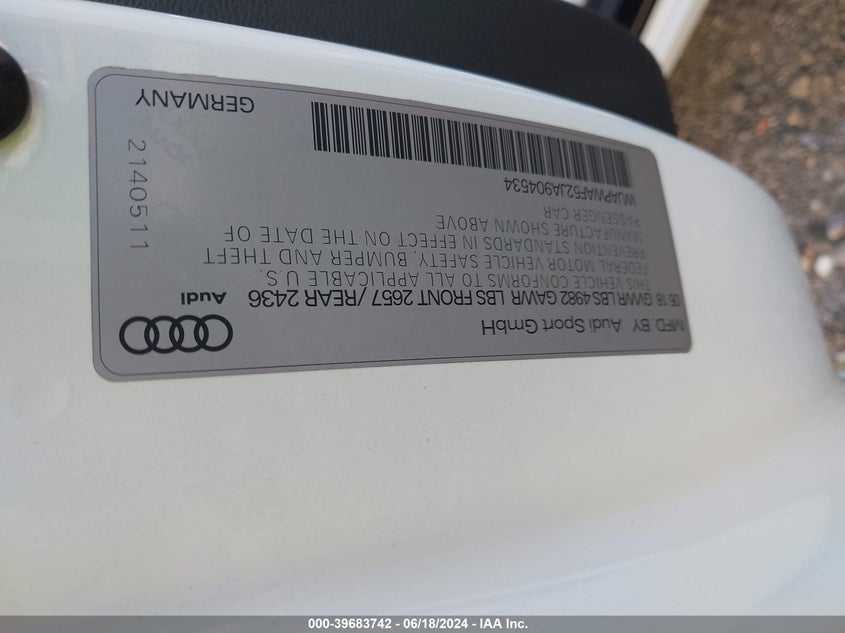 MFD. BY Audi Sport GmbH
05 18 GWWR LBS 4982 GAWR LBS FRONT 2657 / REAR 2436
Audi
THIS VEHICLE CONFORMS TO ALL APPLICABLE U.S.
FEDERAL MOTOR VEHICLE SAFETY, BUMPER AND THEFT
PREVENTION STANDARDS IN EFFECT ON THE DATE OF
MANUFACTURE SHOWN ABOVE
PASSENGER CAR
WUAPWAF52JA904534
GERMANY
2140511
000-39683742 - 06/18/2024 - IAA Inc.